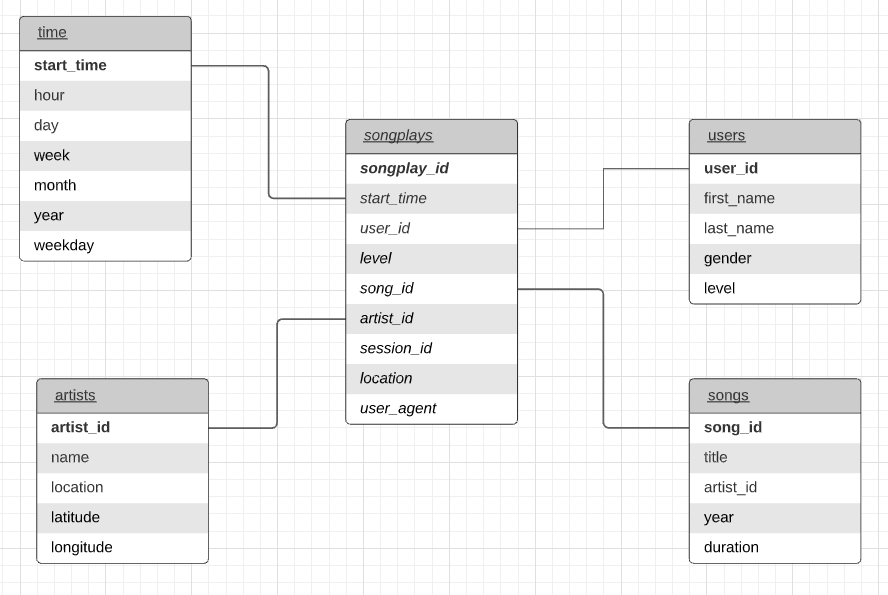 time
start_time
hour
day
week
month
year
weekday
songplays
songplay_id
start_time
user_id
level
song_id
artist_id
session_id
location
user_agent
users
user_id
first_name
last_name
gender
level
artists
artist_id
name
location
latitude
longitude
songs
song_id
title
artist_id
year
duration